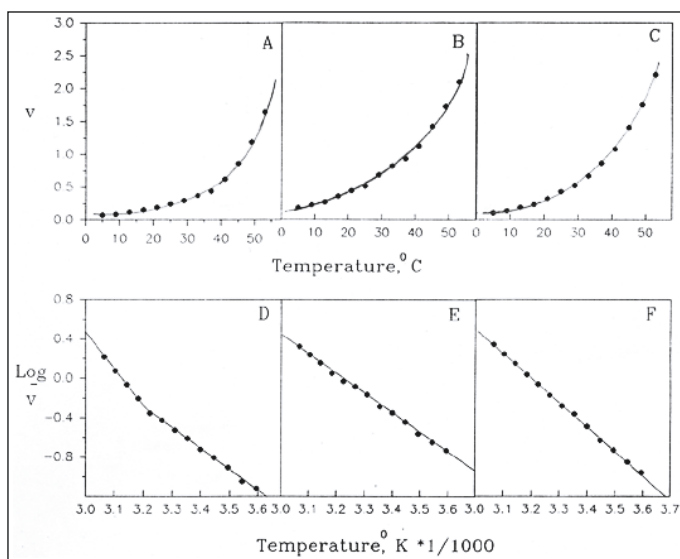 3.0
A
B
C
2.5
2.0
v
1.5
1.0
0.5
0.0
0 10 20 30 40 50 0 10 20 30 40 50 0 10 20 30 40 50
Temperature, ° C
0.8
D
E
F
0.4
Log
v
0.0
-0.4
-0.8
3.0 3.1 3.2 3.3 3.4 3.5 3.6 3.0 3.1 3.2 3.3 3.4 3.5 3.6 3.0 3.1 3.2 3.3 3.4 3.5 3.6 3.7
Temperature, ° K *1/1000